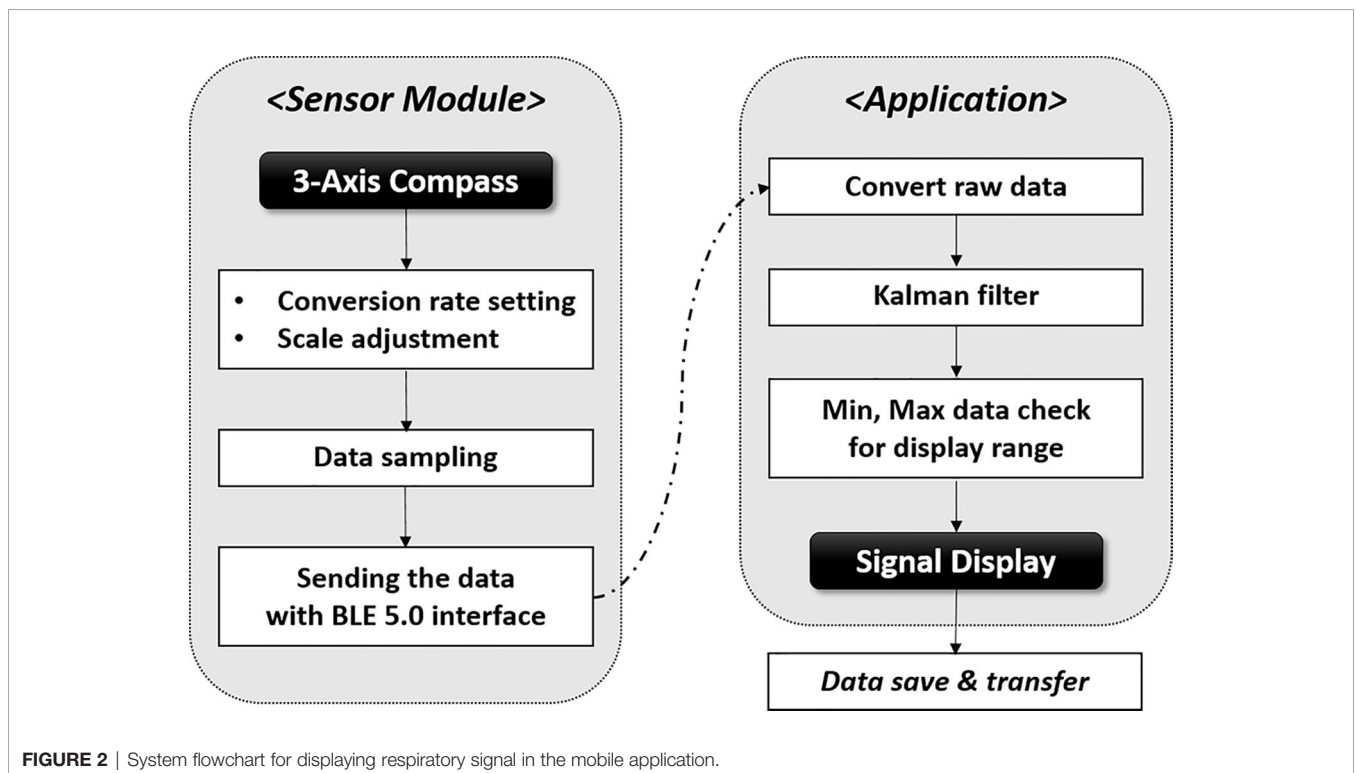 <Sensor Module>
3-Axis Compass
• Conversion rate setting
• Scale adjustment
Data sampling
Sending the data
with BLE 5.0 interface
<Application>
Convert raw data
Kalman filter
Min, Max data check
for display range
Signal Display
Data save & transfer
FIGURE 2 | System flowchart for displaying respiratory signal in the mobile application.